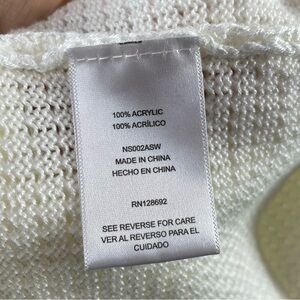 100% ACRYLIC
100% ACRÍLICO
NS002ASW
MADE IN CHINA
HECHO EN CHINA
RN128692
SEE REVERSE FOR CARE
VER AL REVERSO PARA EL
CUIDADO